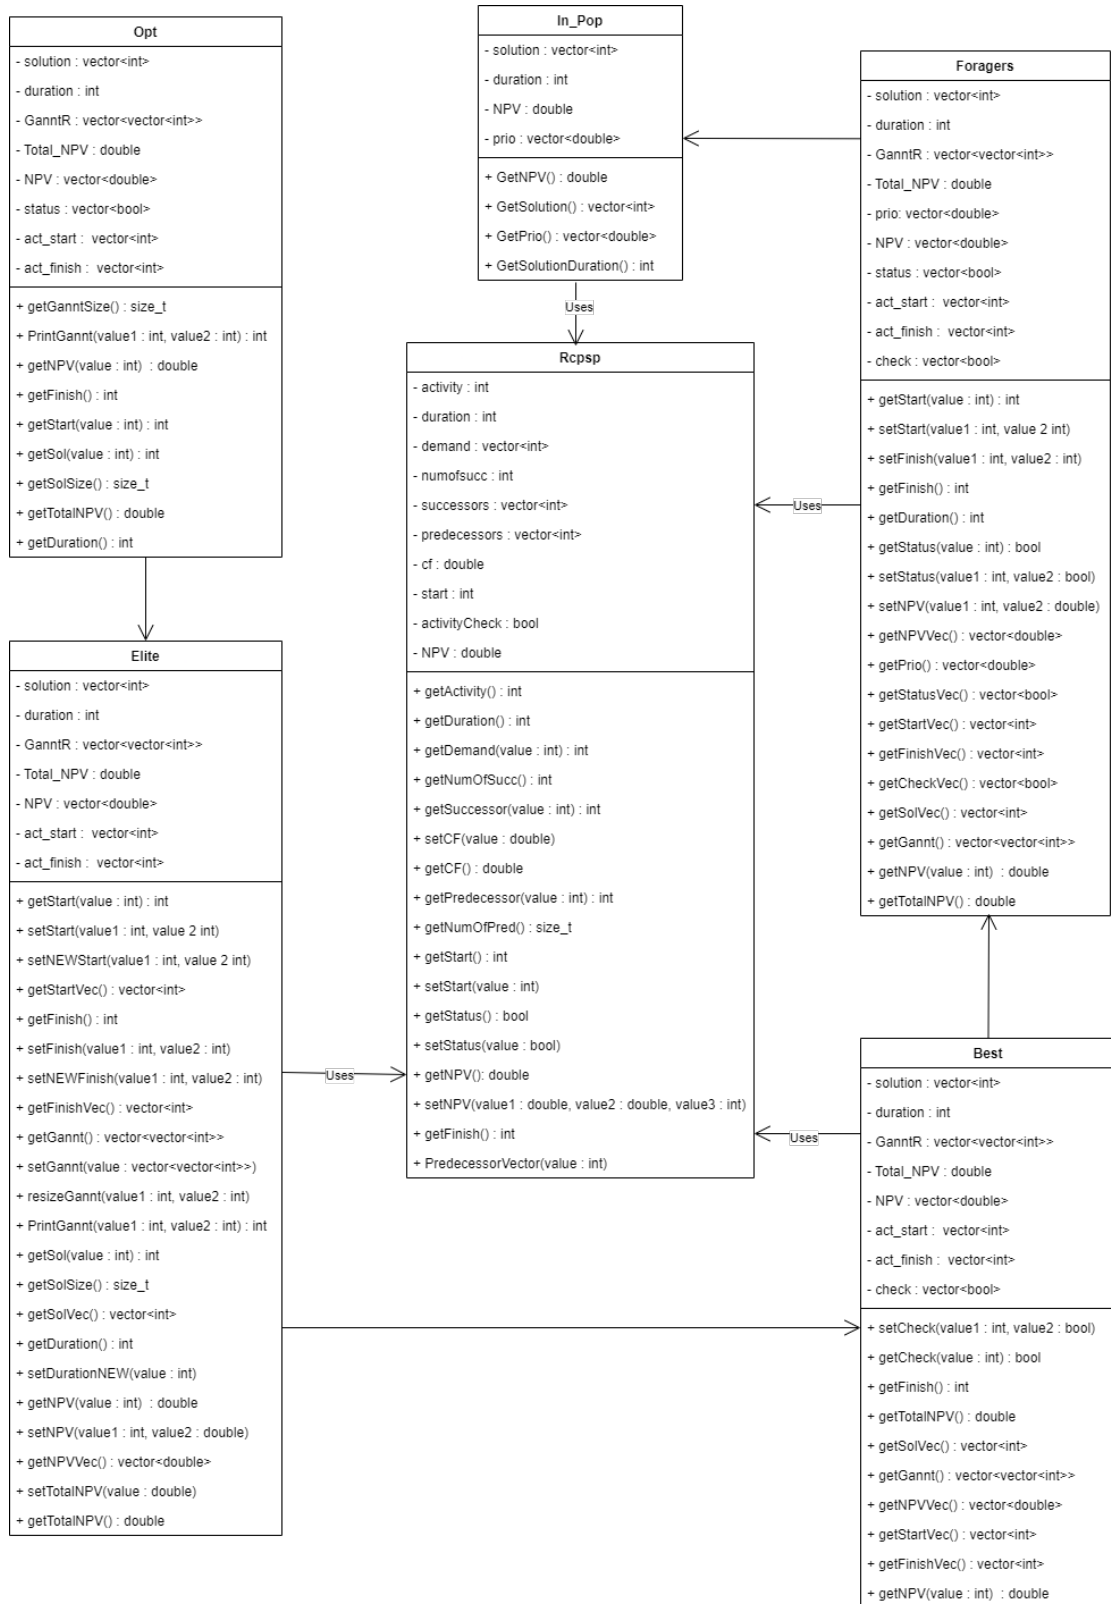 Opt
- solution : vector<int>
- duration : int
- GanntR : vector<vector<int>>
- Total_NPV : double
- NPV : vector<double>
- status : vector<bool>
- act_start : vector<int>
- act_finish : vector<int>
+ getGanntSize() : size_t
+ PrintGannt(value1 : int, value2 : int) : int
+ getNPV(value : int) : double
+ getFinish() : int
+ getStart(value : int) : int
+ getSol(value : int) : int
+ getSolSize() : size_t
+ getTotalNPV() : double
+ getDuration() : int
In_Pop
- solution : vector<int>
- duration : int
- NPV : double
- prio : vector<double>
+ GetNPV() : double
+ GetSolution() : vector<int>
+ GetPrio() : vector<double>
+ GetSolutionDuration() : int
Uses
Foragers
- solution : vector<int>
- duration : int
- GanntR : vector<vector<int>>
- Total_NPV : double
- prio: vector<double>
- NPV : vector<double>
- status : vector<bool>
- act_start : vector<int>
- act_finish : vector<int>
- check : vector<bool>
+ getStart(value : int) : int
+ setStart(value1 : int, value 2 int)
+ setFinish(value1 : int, value2 : int)
+ getFinish() : int
+ getDuration() : int
+ getStatus(value : int) : bool
+ setStatus(value1 : int, value2 : bool)
+ setNPV(value1 : int, value2 : double)
+ getNPVVec() : vector<double>
+ getPrio() : vector<double>
+ getStatusVec() : vector<bool>
+ getStartVec() : vector<int>
+ getFinishVec() : vector<int>
+ getCheckVec() : vector<bool>
+ getSolVec() : vector<int>
+ getGannt() : vector<vector<int>>
+ getNPV(value : int) : double
+ getTotalNPV() : double
Uses
Rcpsp
- activity : int
- duration : int
- demand : vector<int>
- numofsucc : int
- successors : vector<int>
- predecessors : vector<int>
- cf : double
- start : int
- activityCheck : bool
- NPV : double
+ getActivity() : int
+ getDuration() : int
+ getDemand(value : int) : int
+ getNumOfSucc() : int
+ getSuccessor(value : int) : int
+ setCF(value : double)
+ getCF() : double
+ getPredecessor(value : int) : int
+ getNumOfPred() : size_t
+ getStart() : int
+ setStart(value : int)
+ getStatus() : bool
+ setStatus(value : bool)
+ getNPV(): double
+ setNPV(value1 : double, value2 : double, value3 : int)
+ getFinish() : int
+ PredecessorVector(value : int)
Elite
- solution : vector<int>
- duration : int
- GanntR : vector<vector<int>>
- Total_NPV : double
- NPV : vector<double>
- act_start : vector<int>
- act_finish : vector<int>
+ getStart(value : int) : int
+ setStart(value1 : int, value 2 int)
+ setNEWStart(value1 : int, value 2 int)
+ getStartVec() : vector<int>
+ getFinish() : int
+ setFinish(value1 : int, value2 : int)
+ setNEWFinish(value1 : int, value2 : int)
+ getFinishVec() : vector<int>
+ getGannt() : vector<vector<int>>
+ setGannt(value : vector<vector<int>>)
+ resizeGannt(value1 : int, value2 : int)
+ PrintGannt(value1 : int, value2 : int) : int
+ getSol(value : int) : int
+ getSolSize() : size_t
+ getSolVec() : vector<int>
+ getDuration() : int
+ setDurationNEW(value : int)
+ getNPV(value : int) : double
+ setNPV(value1 : int, value2 : double)
+ getNPVVec() : vector<double>
+ setTotalNPV(value : double)
+ getTotalNPV() : double
Uses
Uses
Best
- solution : vector<int>
- duration : int
- GanntR : vector<vector<int>>
- Total_NPV : double
- NPV : vector<double>
- act_start : vector<int>
- act_finish : vector<int>
- check : vector<bool>
+ setCheck(value1 : int, value2 : bool)
+ getCheck(value : int) : bool
+ getFinish() : int
+ getTotalNPV() : double
+ getSolVec() : vector<int>
+ getGannt() : vector<vector<int>>
+ getNPVVec() : vector<double>
+ getStartVec() : vector<int>
+ getFinishVec() : vector<int>
+ getNPV(value : int) : double